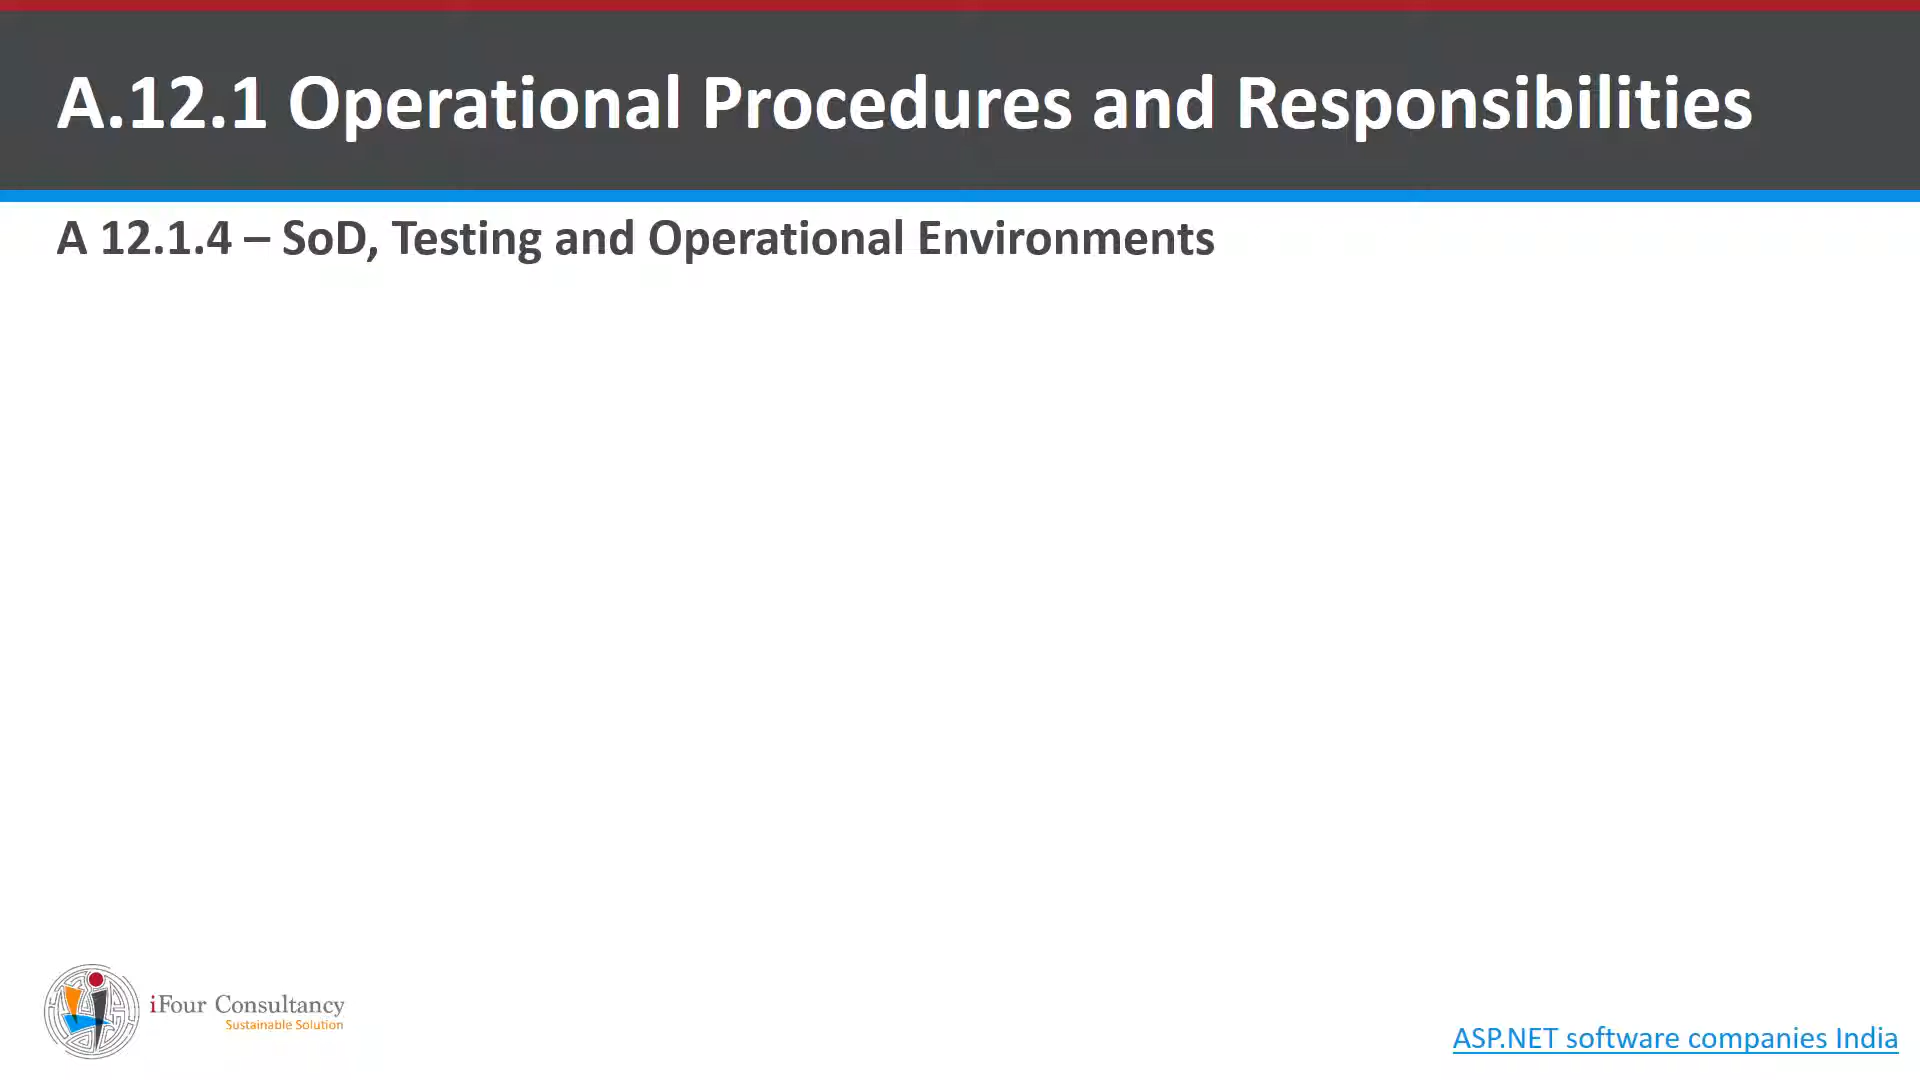 A.12.1 Operational Procedures and Responsibilities
A 12.1.4 – SoD, Testing and Operational Environments
iFour Consultancy
Sustainable Solution
ASP.NET software companies India